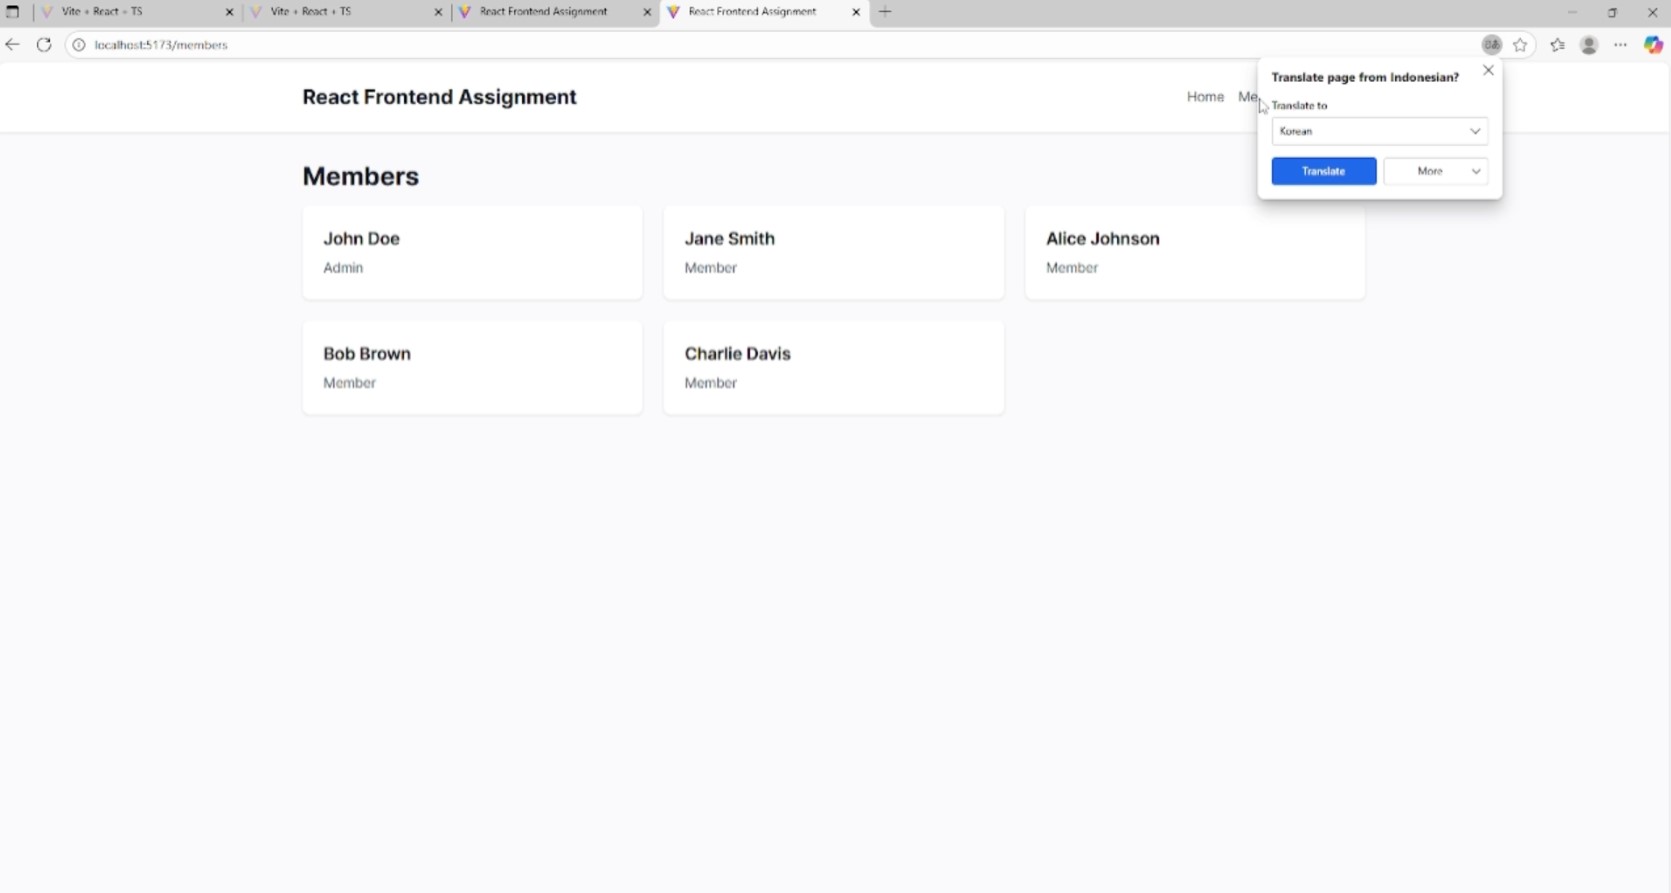 Vite + React + TS
Vite + React + TS
React Frontend Assignment
React Frontend Assignment
localhost:5173/members
React Frontend Assignment
Home
Me
Translate page from Indonesian?
Translate to
Korean
Translate
More
Members
John Doe
Admin
Jane Smith
Member
Alice Johnson
Member
Bob Brown
Member
Charlie Davis
Member